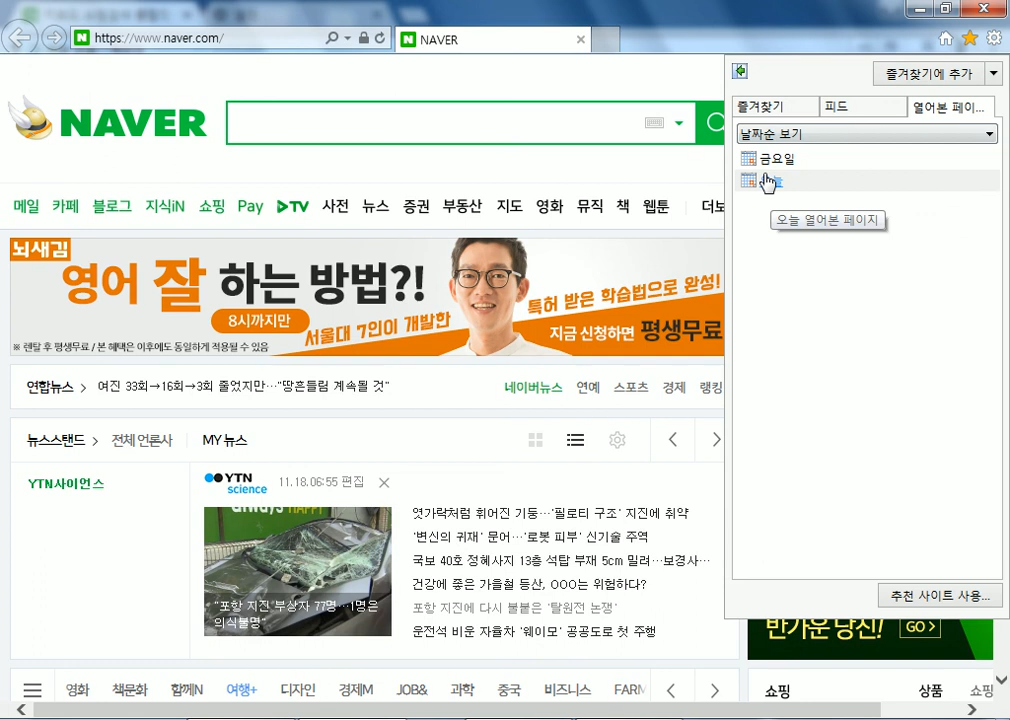 https://www.naver.com/
NAVER
즐겨찾기에 추가
즐겨찾기
피드
열어본 페이...
날짜순 보기
금요일
오늘 열어본 페이지
추천 사이트 사용...
NAVER
메일 카페 블로그 지식iN 쇼핑 Pay TV 사전 뉴스 증권 부동산 지도 영화 뮤직 책 웹툰 더보
뇌새김
영어 잘 하는 방법?!
8시까지만
서울대 7인이 개발한
특허 받은 학습법으로 완성!
지금 신청하면 평생무료
※ 렌탈 후 평생무료 / 본 혜택은 이후에도 동일하게 적용될 수 있음
연합뉴스 > 여진 33회→16회→3회 줄었지만…"땅흔들림 계속될 것"
네이버뉴스 연예 스포츠 경제 랭킹
뉴스스탠드 > 전체 언론사 MY 뉴스
YTN사이언스
YTN science
11.18.06:55 편집
always HAPPY
"포항 지진 부상자 77명…1명은
의식불명"
엿가락처럼 휘어진 기둥…'필로티 구조' 지진에 취약
'변신의 귀재' 문어…'로봇 피부' 신기술 주역
국보 40호 정혜사지 13층 석탑 부재 5cm 밀려…보경사…
건강에 좋은 가을철 등산, OOO는 위험하다?
포항 지진에 다시 불붙은 '탈원전 논쟁'
운전석 비운 자율차 '웨이모' 공공도로 첫 주행
반가운 당신! GO >
영화 책문화 함께N 여행+ 디자인 경제M JOB& 과학 중국 비즈니스 FARM
쇼핑 상품 쇼핑